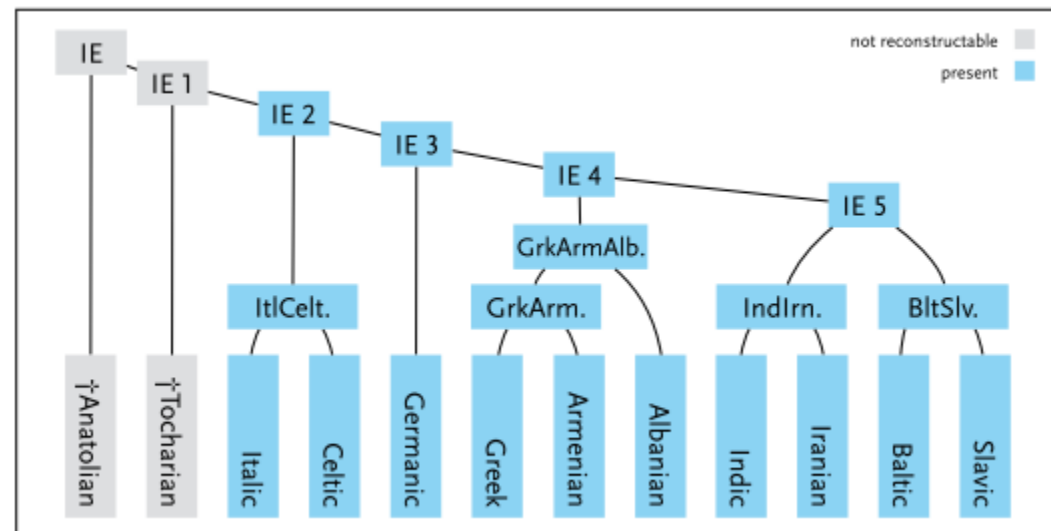 not reconstructable
present
IE
IE 1
IE 2
IE 3
IE 4
IE 5
GrkArmAlb.
ItlCelt.
GrkArm.
IndIrn.
BltSlv.
†Anatolian
†Tocharian
Italic
Celtic
Germanic
Greek
Armenian
Albanian
Indic
Iranian
Baltic
Slavic